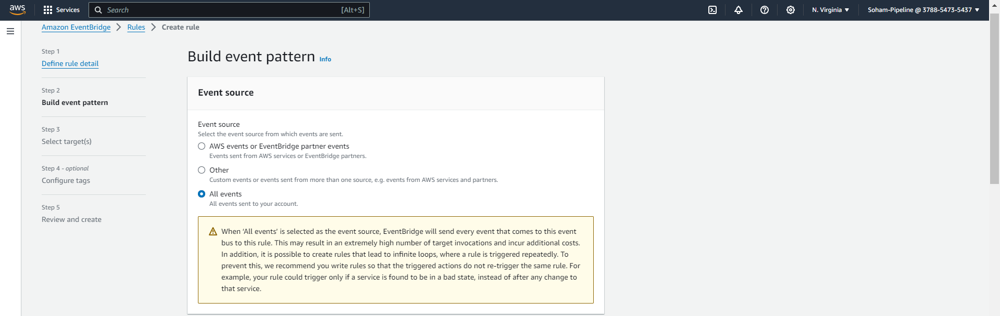 aws
Services
Search
[Alt+S]
N. Virginia
Soham-Pipeline @ 3788-5473-5437
Amazon EventBridge
Rules
Create rule
Step 1
Define rule detail
Step 2
Build event pattern
Step 3
Select target(s)
Step 4 - optional
Configure tags
Step 5
Review and create
Build event pattern Info
Event source
Event source
Select the event source from which events are sent.
AWS events or EventBridge partner events
Events sent from AWS services or EventBridge partners.
Other
Custom events or events sent from more than one source, e.g. events from AWS services and partners.
All events
All events sent to your account.
When ‘All events’ is selected as the event source, EventBridge will send every event that comes to this event
bus to this rule. This may result in an extremely high number of target invocations and incur additional costs.
In addition, it is possible to create rules that lead to infinite loops, where a rule is triggered repeatedly. To
prevent this, we recommend you write rules so that the triggered actions do not re-trigger the same rule. For
example, your rule could trigger only if a service is found to be in a bad state, instead of after any change to
that service.